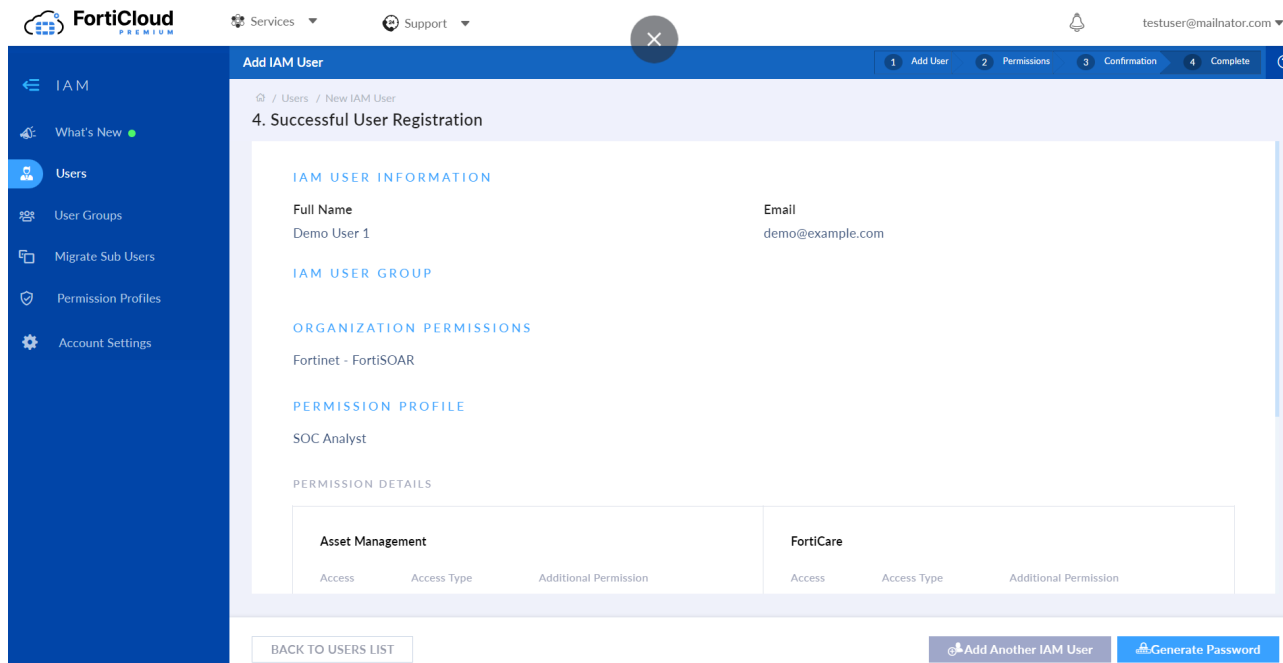 FortiCloud
PREMIUM
Services
Support
testuser@mailnator.com
IAM
What's New
Users
User Groups
Migrate Sub Users
Permission Profiles
Account Settings
Add IAM User
1 Add User
2 Permissions
3 Confirmation
4 Complete
/ Users / New IAM User
4. Successful User Registration
IAM USER INFORMATION
Full Name
Email
Demo User 1
demo@example.com
IAM USER GROUP
ORGANIZATION PERMISSIONS
Fortinet - FortiSOAR
PERMISSION PROFILE
SOC Analyst
PERMISSION DETAILS
Asset Management
FortiCare
Access Access Type Additional Permission
Access Access Type Additional Permission
BACK TO USERS LIST
Add Another IAM User
Generate Password